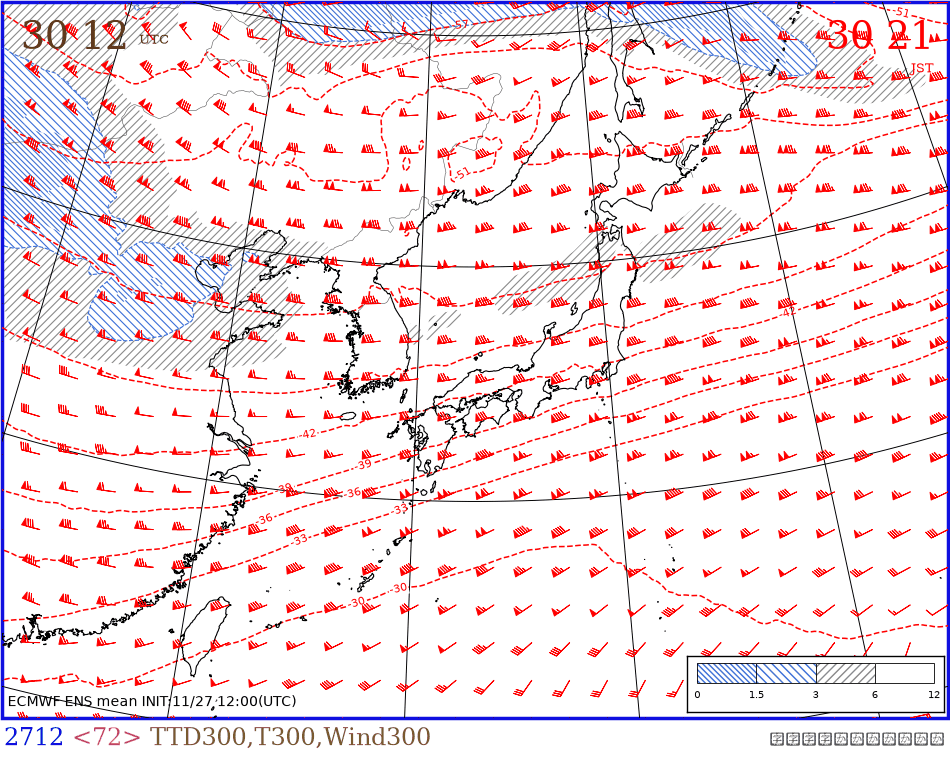 30 12 UTC
30 21 JST
-57
-51
-51
-42
-42
-39
-39
-36
-36
-33
-33
-30
-30
0 1.5 3 6 12
ECMWF ENS mean INIT:11/27 12:00(UTC)
2712 <72> TTD300,T300,Wind300